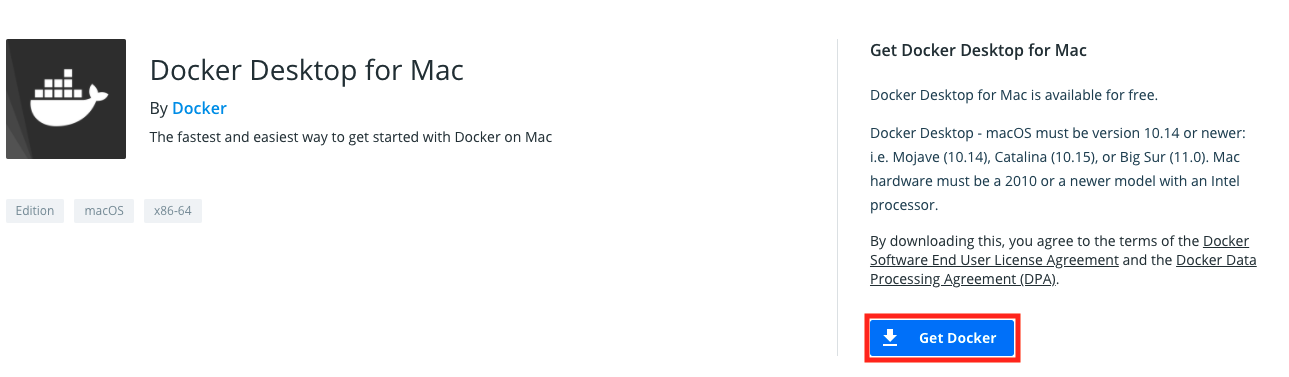 Docker Desktop for Mac
By Docker
The fastest and easiest way to get started with Docker on Mac
Edition
macOS
x86-64
Get Docker Desktop for Mac
Docker Desktop for Mac is available for free.
Docker Desktop - macOS must be version 10.14 or newer:
i.e. Mojave (10.14), Catalina (10.15), or Big Sur (11.0). Mac
hardware must be a 2010 or a newer model with an Intel
processor.
By downloading this, you agree to the terms of the Docker
Software End User License Agreement and the Docker Data
Processing Agreement (DPA).
Get Docker